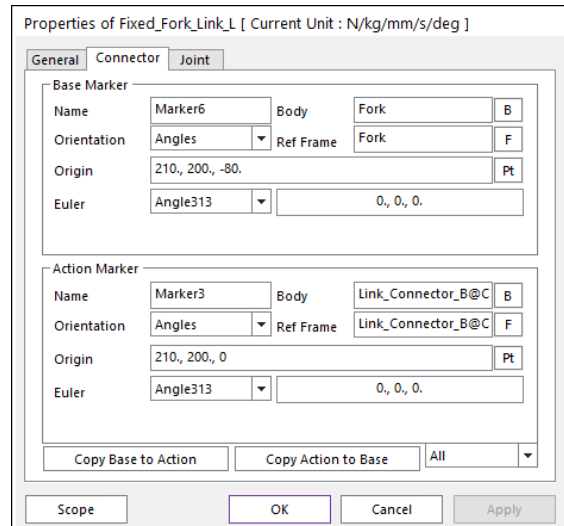 Properties of Fixed_Fork_Link_L [ Current Unit : N/kg/mm/s/deg ]
General Connector Joint
Base Marker
Name Marker6 Body Fork B
Orientation Angles Ref Frame Fork F
Origin 210., 200., -80. Pt
Euler Angle313 0., 0., 0.
Action Marker
Name Marker3 Body Link_Connector_B@C B
Orientation Angles Ref Frame Link_Connector_B@C F
Origin 210., 200., 0 Pt
Euler Angle313 0., 0., 0.
Copy Base to Action Copy Action to Base All
Scope OK Cancel Apply